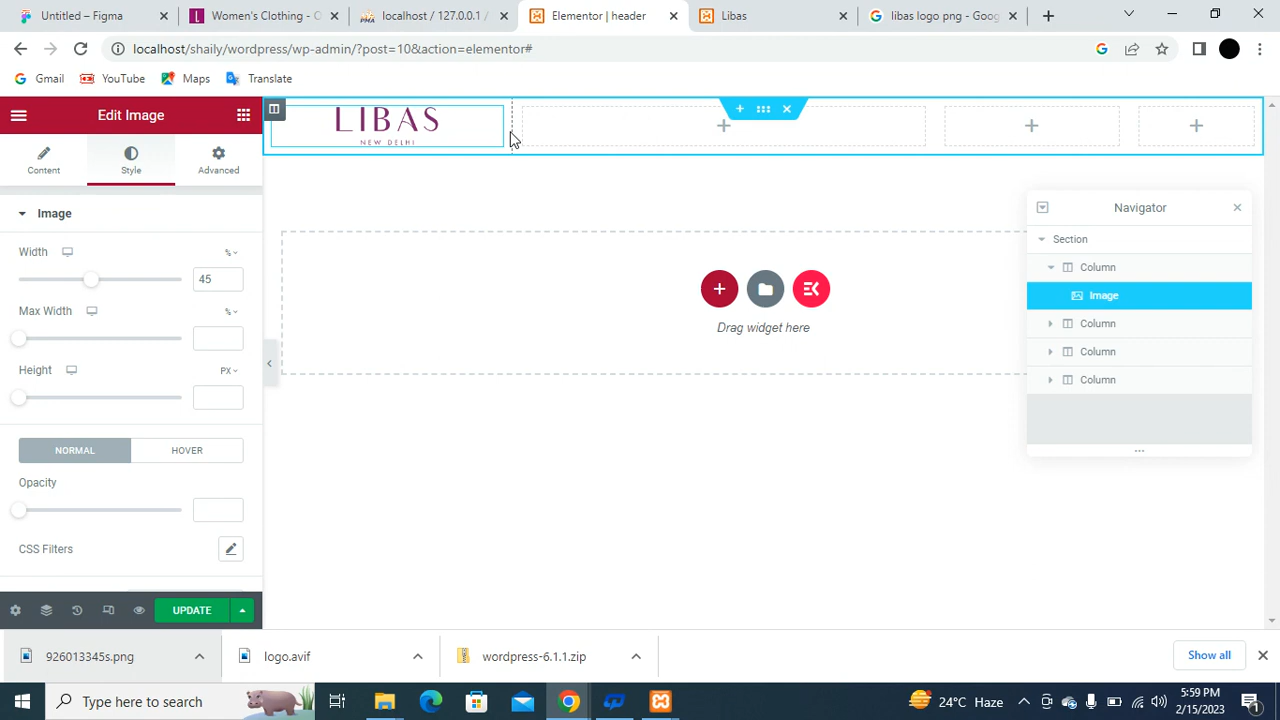 Untitled – Figma
Women's Clothing - O
localhost / 127.0.0.1 /
Elementor | header
Libas
libas logo png - Goog
localhost/shaily/wordpress/wp-admin/?post=10&action=elementor#
Gmail
YouTube
Maps
Translate
Edit Image
Content
Style
Advanced
Image
Width
%
45
Max Width
%
Height
PX
NORMAL
HOVER
Opacity
CSS Filters
UPDATE
LIBAS
NEW DELHI
Drag widget here
Navigator
Section
Column
Image
Column
Column
Column
926013345s.png
logo.avif
wordpress-6.1.1.zip
Show all
Type here to search
24°C Haze
5:59 PM
2/15/2023
1